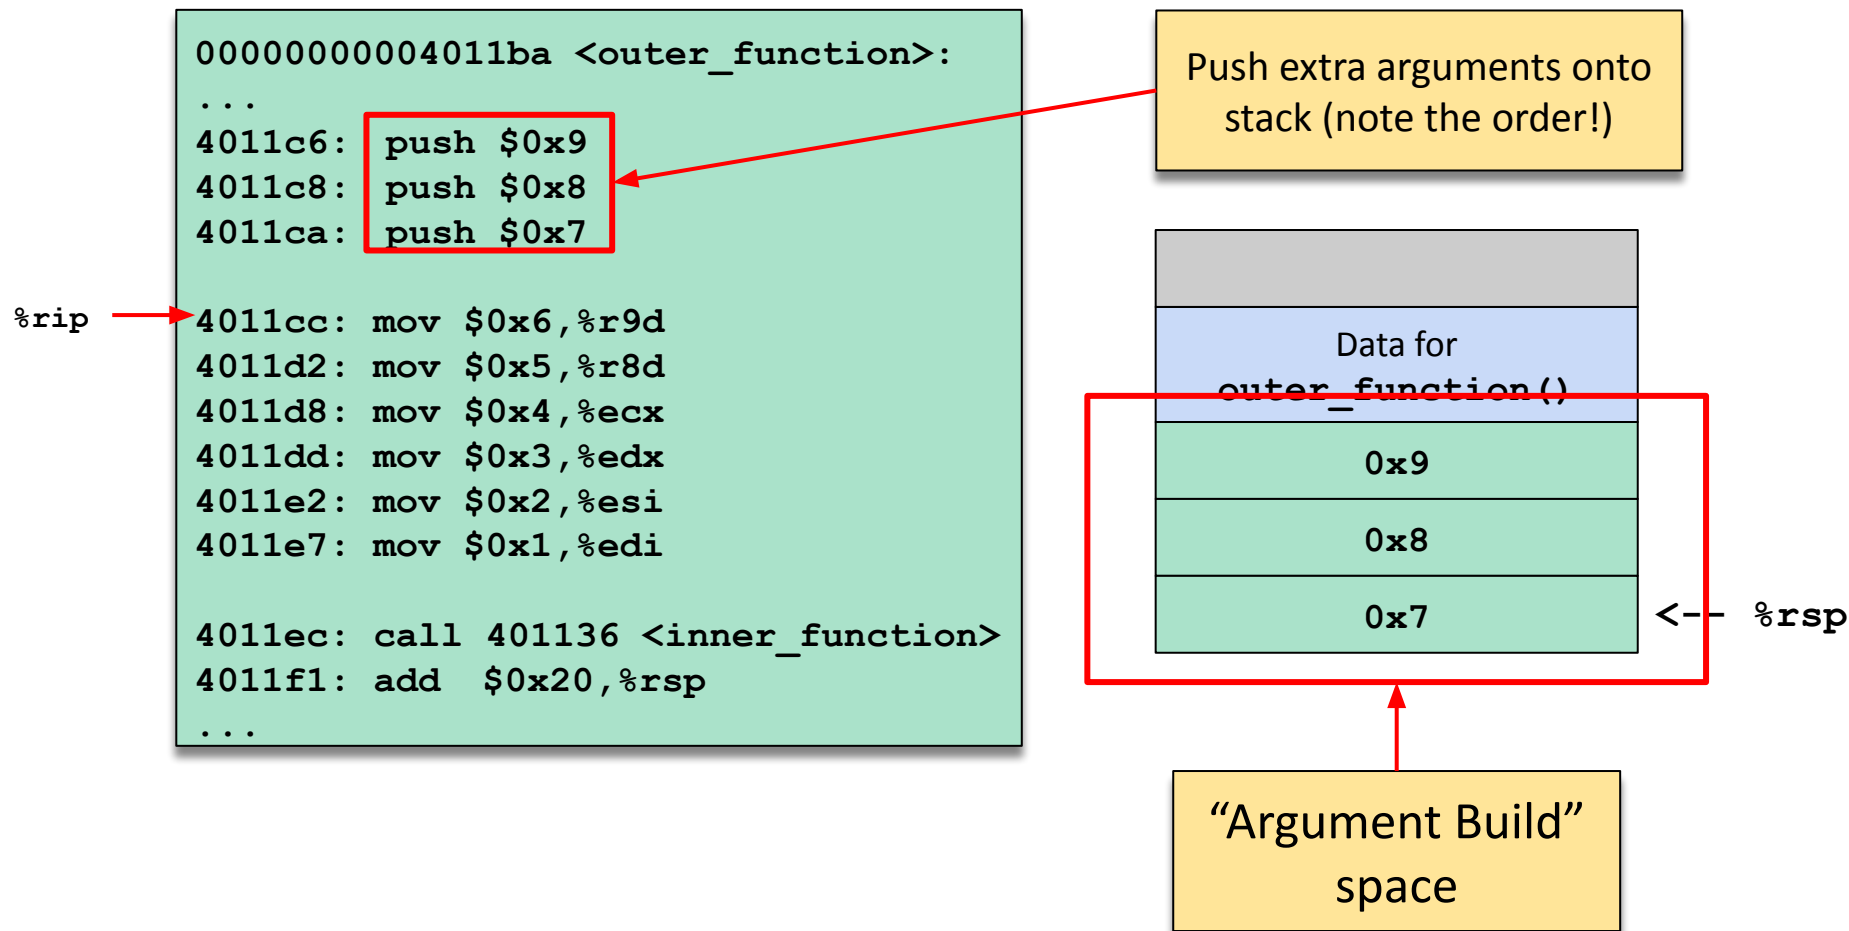 00000000004011ba <outer_function>:
...
4011c6: push $0x9
4011c8: push $0x8
4011ca: push $0x7
%rip
4011cc: mov $0x6,%r9d
4011d2: mov $0x5,%r8d
4011d8: mov $0x4,%ecx
4011dd: mov $0x3,%edx
4011e2: mov $0x2,%esi
4011e7: mov $0x1,%edi
4011ec: call 401136 <inner_function>
4011f1: add $0x20,%rsp
...
Push extra arguments onto
stack (note the order!)
Data for
outer_function()
0x9
0x8
0x7
<-- %rsp
“Argument Build”
space